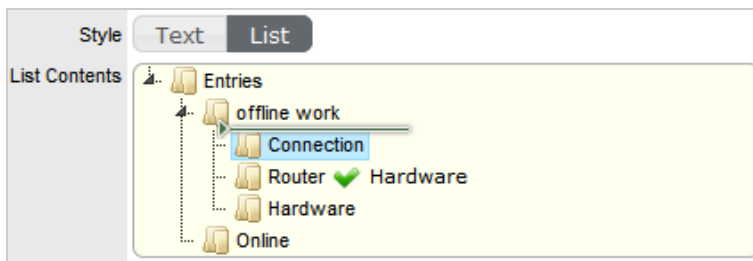 Style Text List
List Contents Entries
offline work
Connection
Router Hardware
Hardware
Online